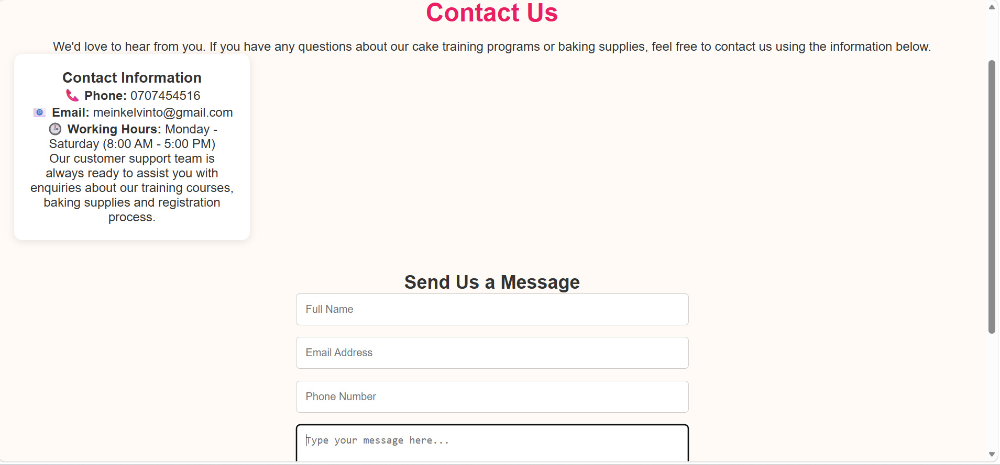 Contact Us
We'd love to hear from you. If you have any questions about our cake training programs or baking supplies, feel free to contact us using the information below.
Contact Information
📞 Phone: 0707454516
📧 Email: meinkelvinto@gmail.com
🕒 Working Hours: Monday -
Saturday (8:00 AM - 5:00 PM)
Our customer support team is
always ready to assist you with
enquiries about our training courses,
baking supplies and registration
process.
Send Us a Message
Full Name
Email Address
Phone Number
Type your message here...